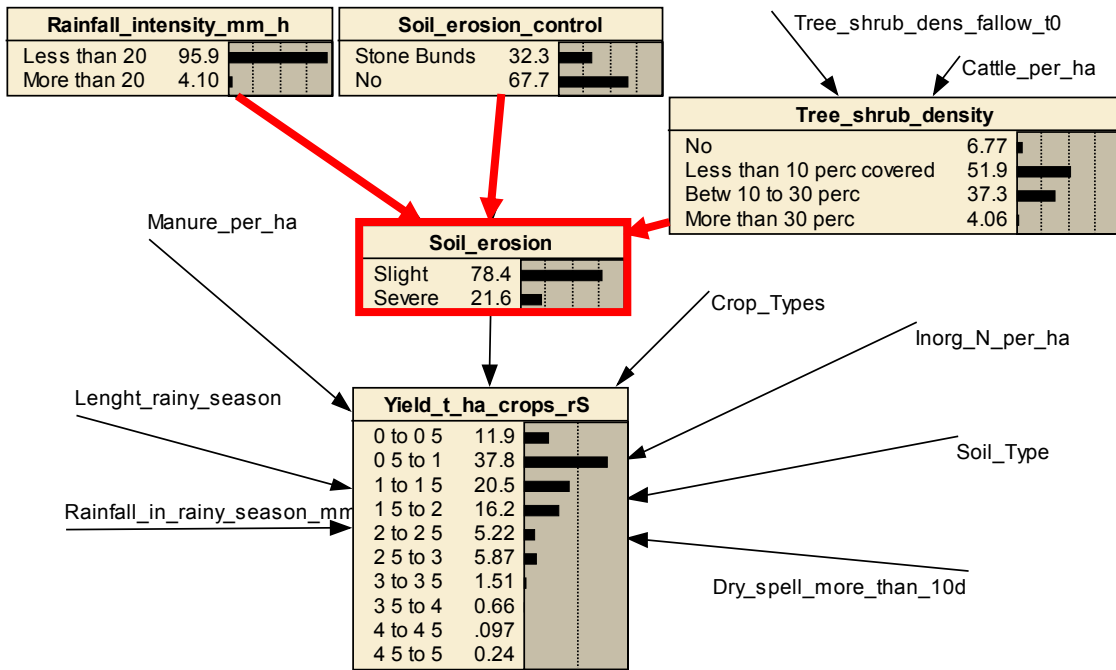 Rainfall_intensity_mm_h
Less than 20 95.9
More than 20 4.10
Soil_erosion_control
Stone Bunds 32.3
No 67.7
Tree_shrub_dens_fallow_t0
Cattle_per_ha
Tree_shrub_density
No 6.77
Less than 10 perc covered 51.9
Betw 10 to 30 perc 37.3
More than 30 perc 4.06
Manure_per_ha
Soil_erosion
Slight 78.4
Severe 21.6
Crop_Types
Inorg_N_per_ha
Lenght_rainy_season
Yield_t_ha_crops_rS
0 to 0 5 11.9
0 5 to 1 37.8
1 to 1 5 20.5
1 5 to 2 16.2
2 to 2 5 5.22
2 5 to 3 5.87
3 to 3 5 1.51
3 5 to 4 0.66
4 to 4 5 .097
4 5 to 5 0.24
Soil_Type
Rainfall_in_rainy_season_mm
Dry_spell_more_than_10d